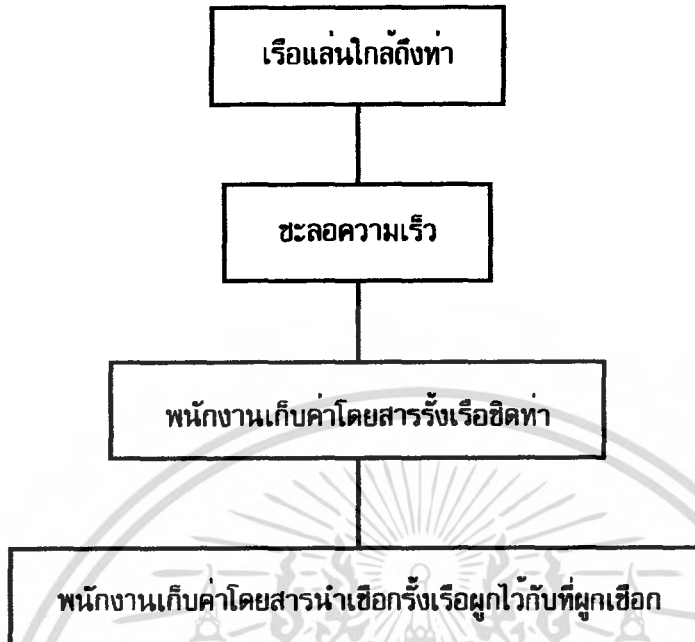 เรือแล่นใกล้ถึงท่า
ชะลอความเร็ว
พนักงานเก็บค่าโดยสารรั้งเรือชิดท่า
พนักงานเก็บค่าโดยสารนำเชือกรั้งเรือผูกไว้กับที่ผูกเชือก